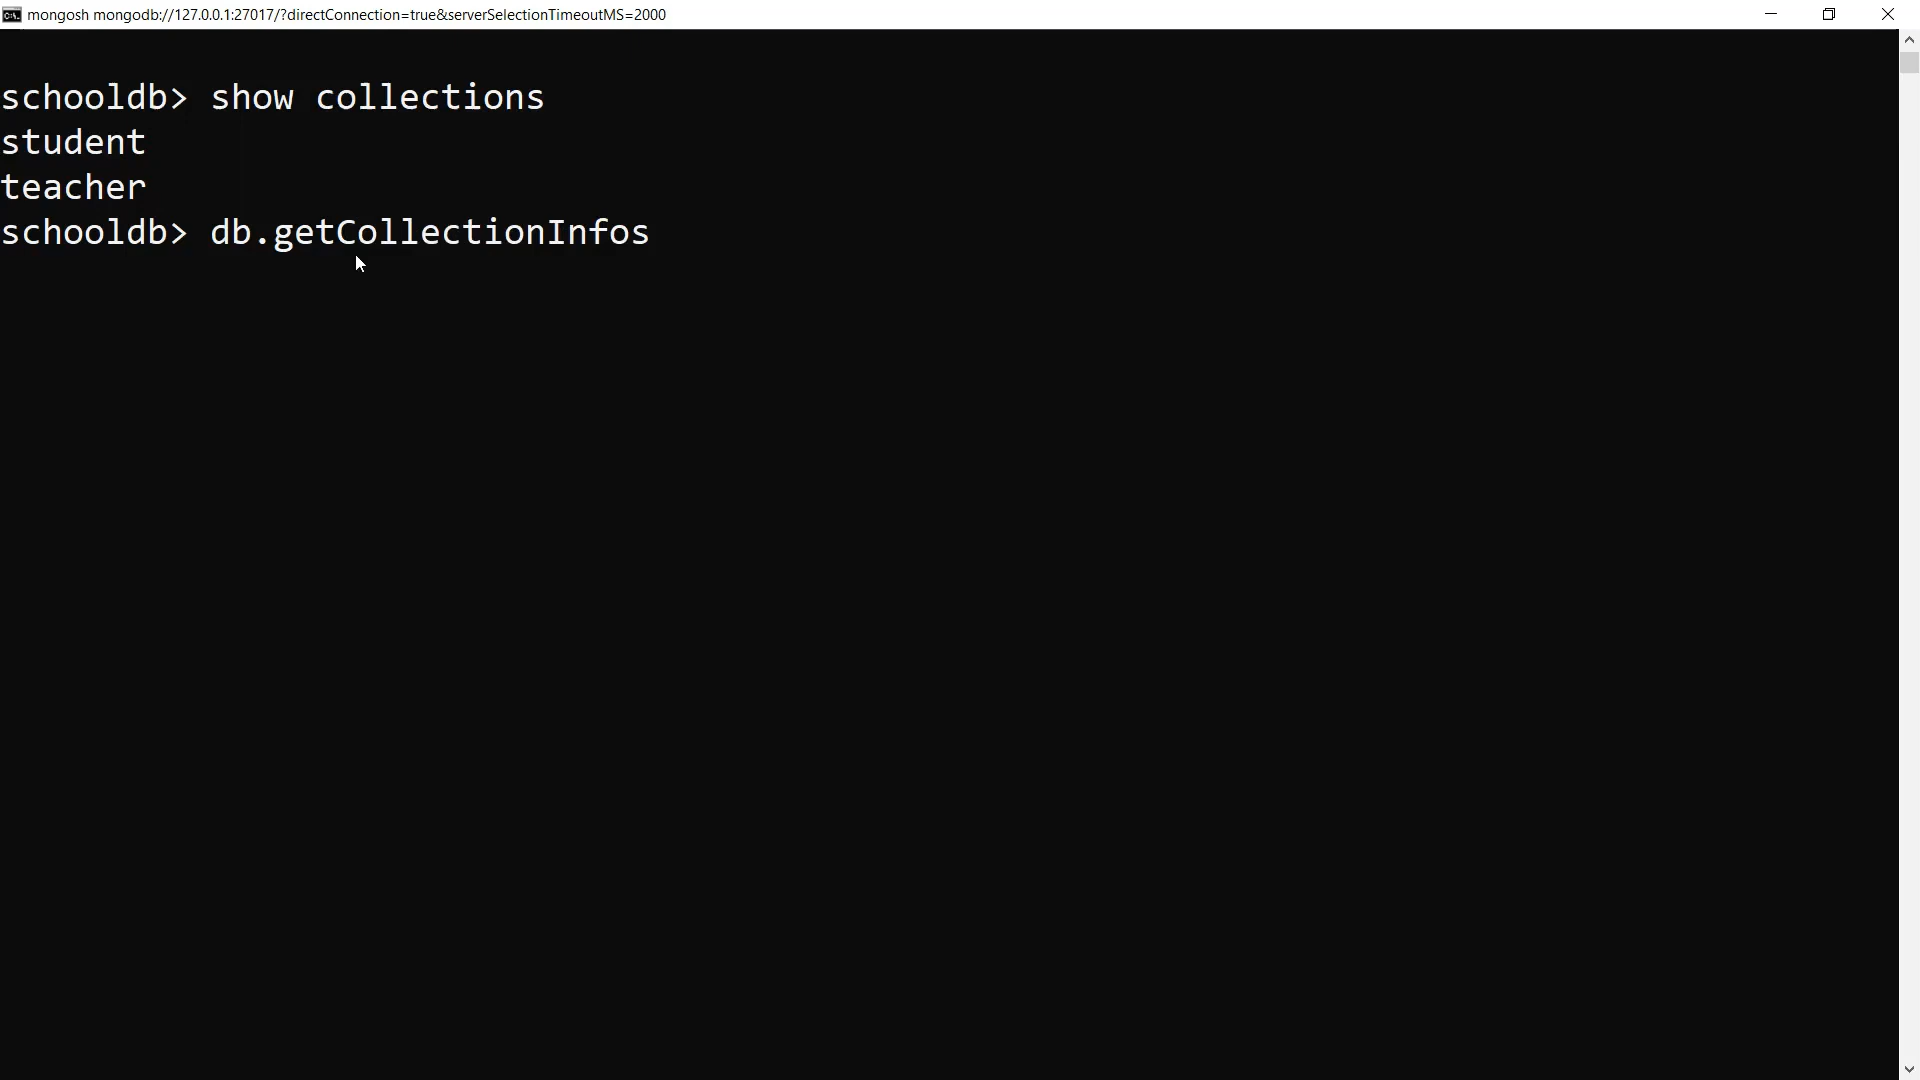 mongosh mongodb://127.0.0.1:27017/?directConnection=true&serverSelectionTimeoutMS=2000
schooldb> show collections
student
teacher
schooldb> db.getCollectionInfos